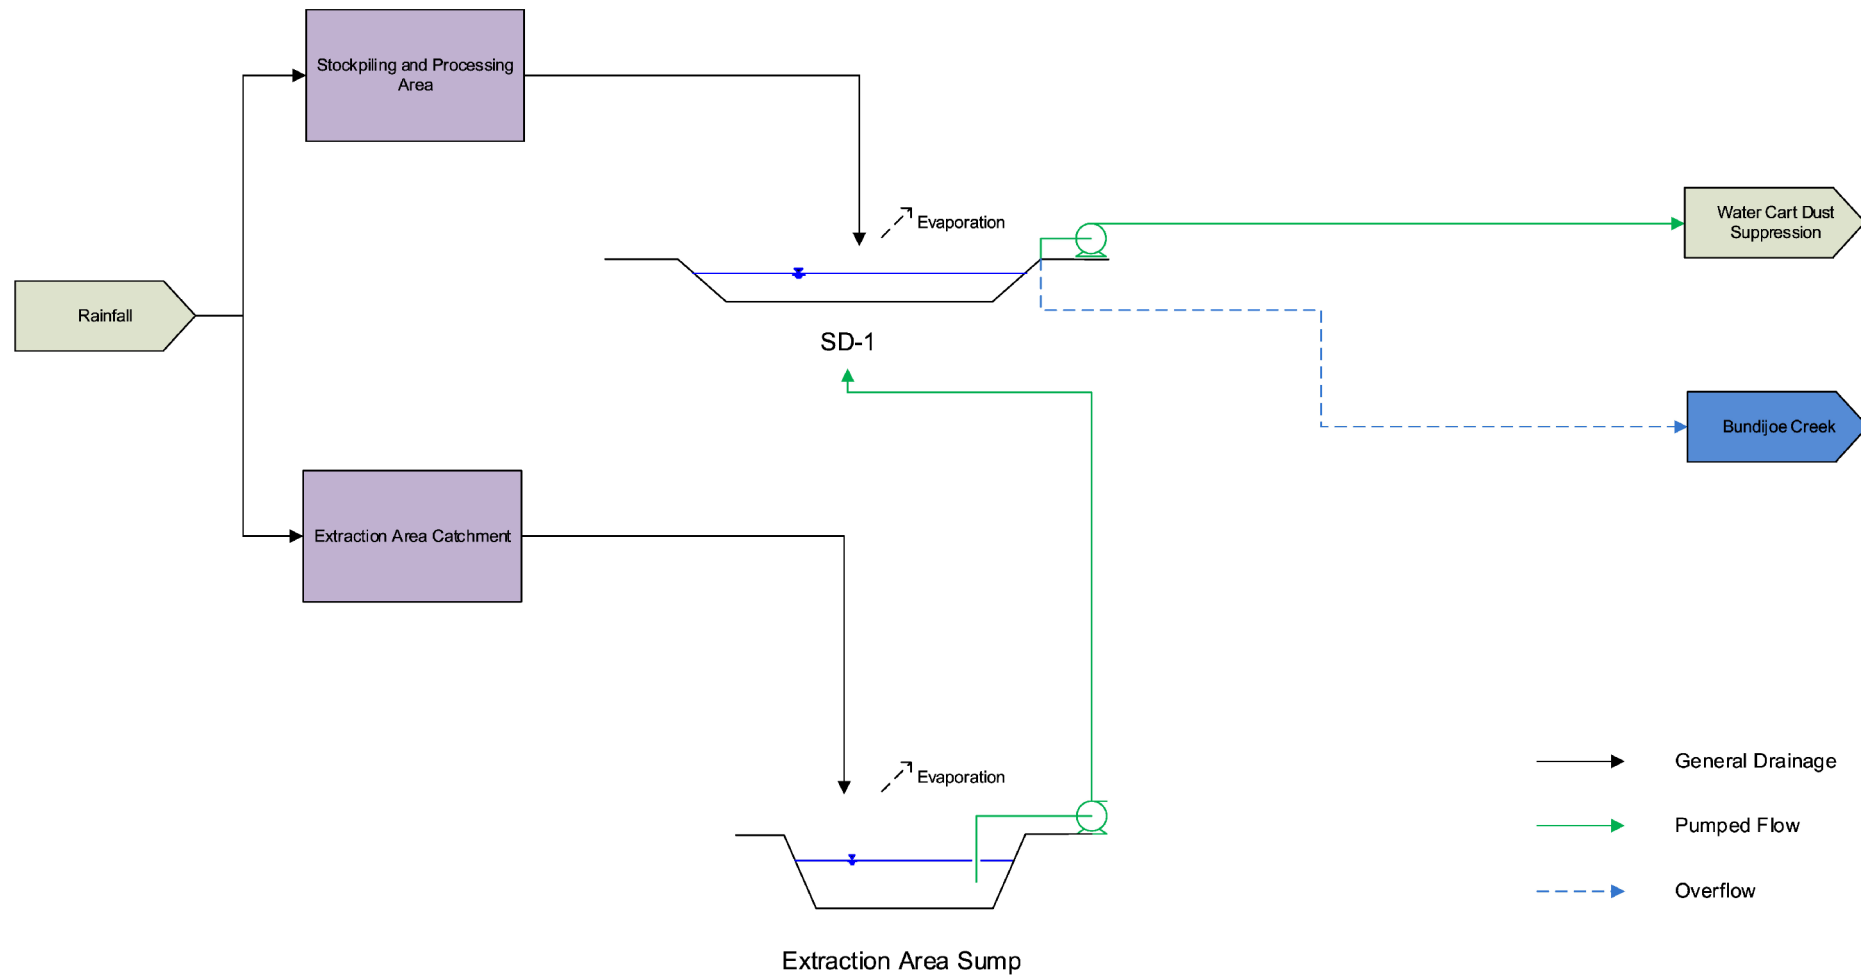 Stockpiling and Processing
Area
Evaporation
Water Cart Dust
Suppression
Rainfall
SD-1
Bundijoe Creek
Extraction Area Catchment
Evaporation
General Drainage
Pumped Flow
Overflow
Extraction Area Sump